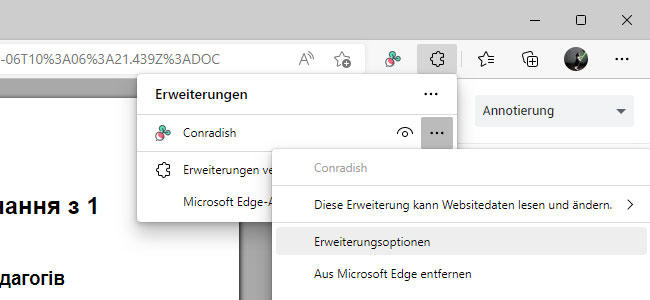 -06T10%3A06%3A21.439Z%3ADOC
Erweiterungen
Annotierung
Conradish
Conradish
Erweiterungen
Diese Erweiterung kann Websitedaten lesen und ändern.
Microsoft Edge-A
ання з 1
Erweiterungsoptionen
дагогів
Aus Microsoft Edge entfernen